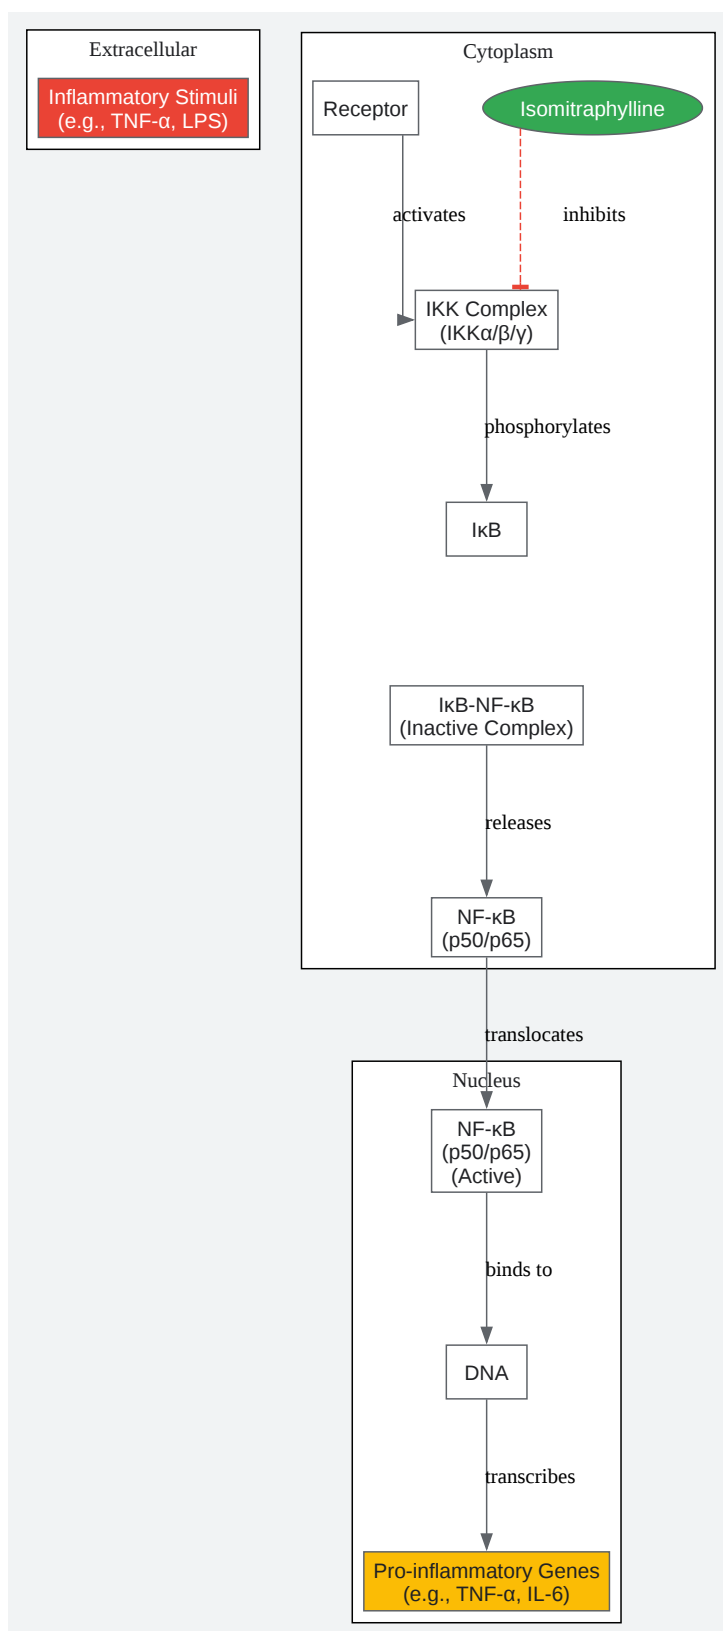 Extracellular
Inflammatory Stimuli
(e.g., TNF-α, LPS)
Cytoplasm
Receptor
Isomitraphylline
activates
inhibits
IKK Complex
(IKKα/β/γ)
phosphorylates
IκB
IκB-NF-κB
(Inactive Complex)
releases
NF-κB
(p50/p65)
translocates
Nucleus
NF-κB
(p50/p65)
(Active)
binds to
DNA
transcribes
Pro-inflammatory Genes
(e.g., TNF-α, IL-6)